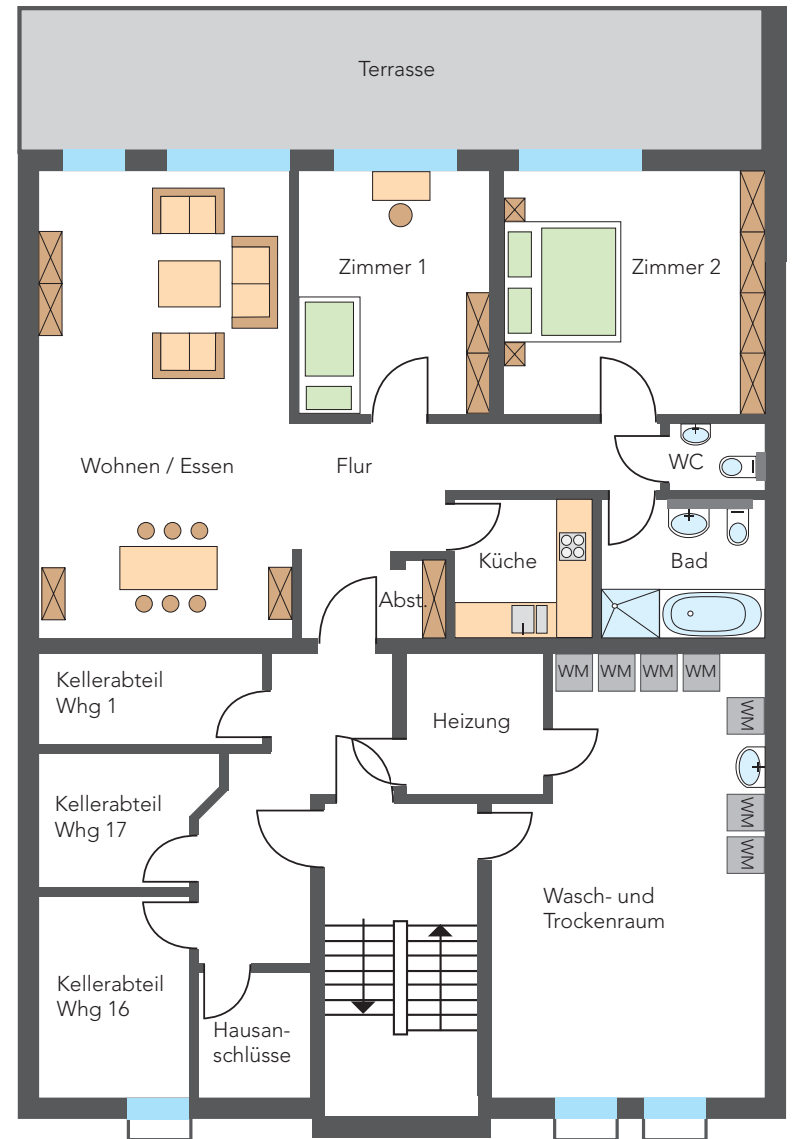 Terrasse
Zimmer 1
Zimmer 2
Wohnen / Essen
Flur
WC
Küche
Bad
Abst.
Kellerabteil
Whg 1
Heizung
WM
WM
WM
WM
WM
WM
WM
Kellerabteil
Whg 17
Wasch- und
Trockenraum
Kellerabteil
Whg 16
Hausan-
schlüsse